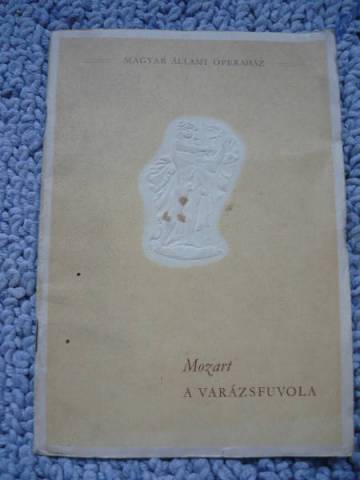 MAGYAR ÁLLAMI OPERAHÁZ
Mozart
A VARÁZSFUVOLA